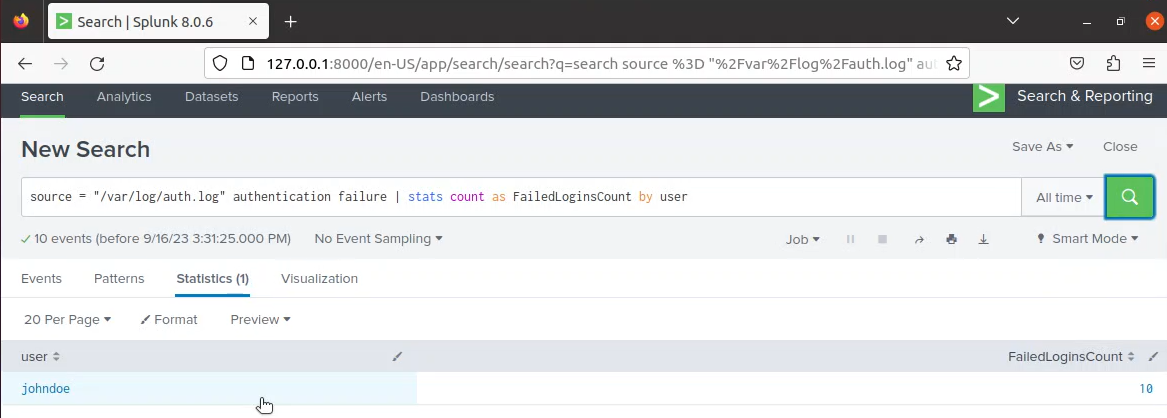 Search | Splunk 8.0.6
127.0.0.1:8000/en-US/app/search/search?q=search source %3D "%2Fvar%2Flog%2Fauth.log" aut
Search Analytics Datasets Reports Alerts Dashboards Search & Reporting
New Search Save As Close
source = "/var/log/auth.log" authentication failure | stats count as FailedLoginsCount by user All time
10 events (before 9/16/23 3:31:25.000 PM) No Event Sampling Job Smart Mode
Events Patterns Statistics (1) Visualization
20 Per Page Format Preview
user FailedLoginsCount
johndoe 10